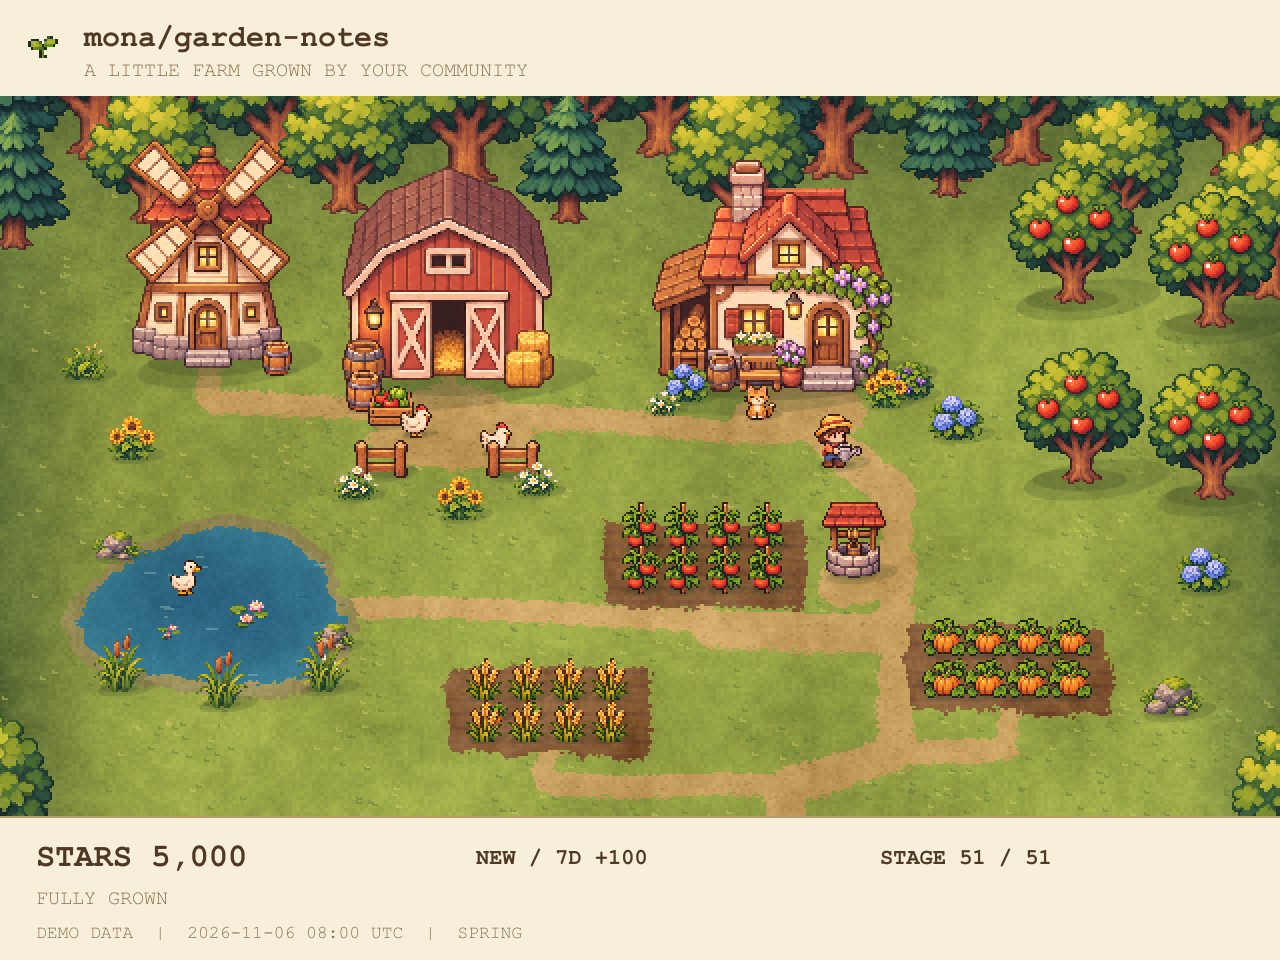 mona/garden-notes
A LITTLE FARM GROWN BY YOUR COMMUNITY
STARS 5,000
NEW / 7D +100
STAGE 51 / 51
FULLY GROWN
DEMO DATA | 2026-11-06 08:00 UTC | SPRING